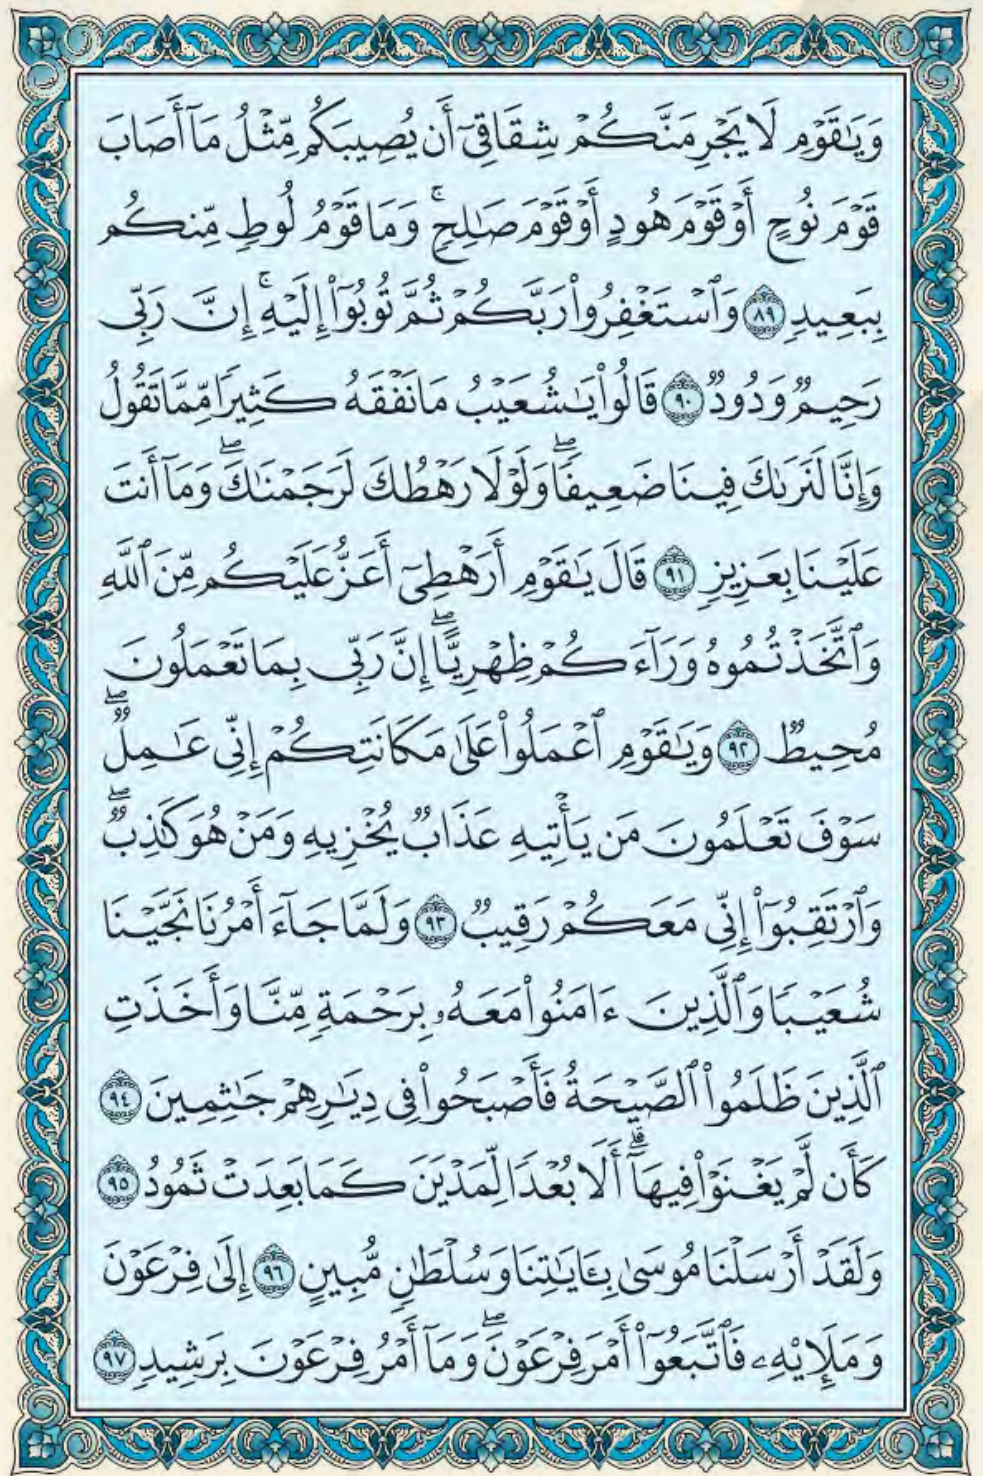 وَيَٰقَوْمِ لَا يَجْرِمَنَّكُمْ شِقَاقِىٓ أَن يُصِيبَكُم مِّثْلُ مَآ أَصَابَ
قَوْمَ نُوحٍ أَوْ قَوْمَ هُودٍ أَوْ قَوْمَ صَٰلِحٍ ۚ وَمَا قَوْمُ لُوطٍ مِّنكُم
بِبَعِيدٍ ٨٩ وَٱسْتَغْفِرُوا۟ رَبَّكُمْ ثُمَّ تُوبُوٓا۟ إِلَيْهِ ۚ إِنَّ رَبِّى
رَحِيمٌ وَدُودٌ ٩٠ قَالُوا۟ يَٰشُعَيْبُ مَا نَفْقَهُ كَثِيرًا مِّمَّا تَقُولُ
وَإِنَّا لَنَرَىٰكَ فِينَا ضَعِيفًا ۖ وَلَوْلَا رَهْطُكَ لَرَجَمْنَٰكَ ۖ وَمَآ أَنتَ
عَلَيْنَا بِعَزِيزٍ ٩١ قَالَ يَٰقَوْمِ أَرَهْطِىٓ أَعَزُّ عَلَيْكُم مِّنَ ٱللَّهِ
وَٱتَّخَذْتُمُوهُ وَرَآءَكُمْ ظِهْرِيًّا ۖ إِنَّ رَبِّى بِمَا تَعْمَلُونَ
مُحِيطٌ ٩٢ وَيَٰقَوْمِ ٱعْمَلُوا۟ عَلَىٰ مَكَانَتِكُمْ إِنِّى عَٰمِلٌ ۖ
سَوْفَ تَعْلَمُونَ مَن يَأْتِيهِ عَذَابٌ يُخْزِيهِ وَمَنْ هُوَ كَٰذِبٌ ۖ
وَٱرْتَقِبُوٓا۟ إِنِّى مَعَكُمْ رَقِيبٌ ٩٣ وَلَمَّا جَآءَ أَمْرُنَا نَجَّيْنَا
شُعَيْبًا وَٱلَّذِينَ ءَامَنُوا۟ مَعَهُۥ بِرَحْمَةٍ مِّنَّا وَأَخَذَتِ
ٱلَّذِينَ ظَلَمُوا۟ ٱلصَّيْحَةُ فَأَصْبَحُوا۟ فِى دِيَٰرِهِمْ جَٰثِمِينَ ٩٤
كَأَن لَّمْ يَغْنَوْا۟ فِيهَآ ۗ أَلَا بُعْدًا لِّمَدْيَنَ كَمَا بَعِدَتْ ثَمُودُ ٩٥
وَلَقَدْ أَرْسَلْنَا مُوسَىٰ بِـَٔايَٰتِنَا وَسُلْطَٰنٍ مُّبِينٍ ٩٦ إِلَىٰ فِرْعَوْنَ
وَمَلَإِي۟هِۦ فَٱتَّبَعُوٓا۟ أَمْرَ فِرْعَوْنَ ۖ وَمَآ أَمْرُ فِرْعَوْنَ بِرَشِيدٍ ٩٧